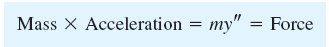 Mass × Acceleration = my″ = Force